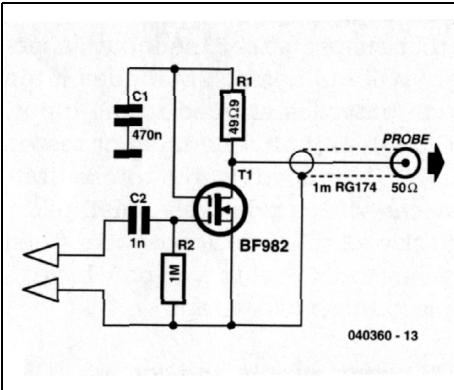 R1
C1
49Ω9
470n
PROBE
T1
1m RG174
50Ω
C2
1n
R2
BF982
1M
040360 - 13